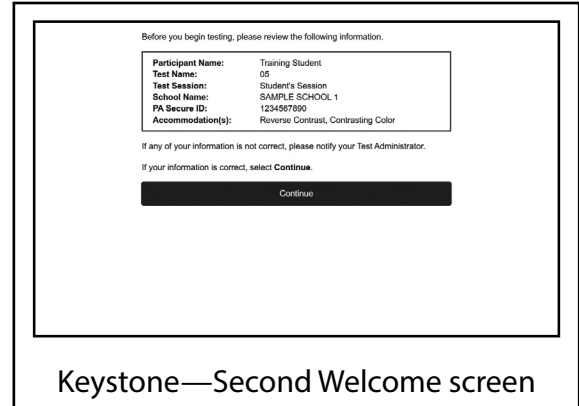 Before you begin testing, please review the following information.
Participant Name: Training Student
Test Name: 05
Test Session: Student's Session
School Name: SAMPLE SCHOOL 1
PA Secure ID: 1234567890
Accommodation(s): Reverse Contrast, Contrasting Color
If any of your information is not correct, please notify your Test Administrator.
If your information is correct, select Continue.
Continue
Keystone—Second Welcome screen